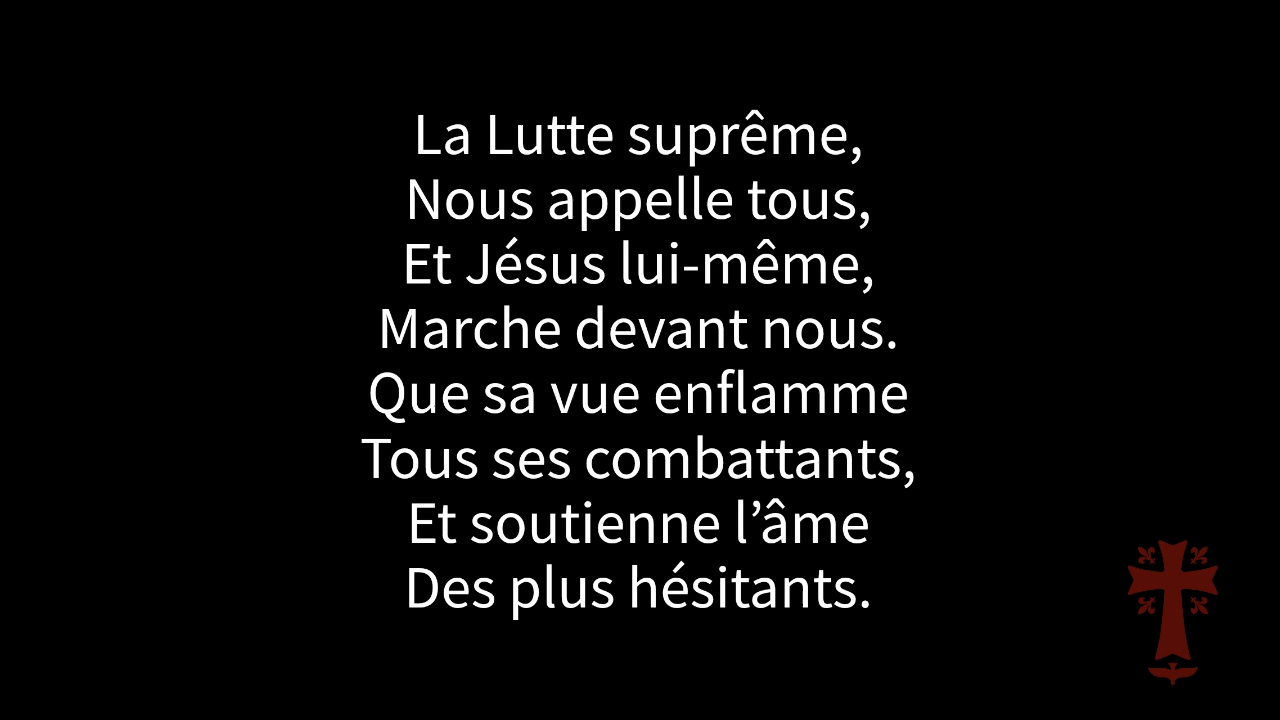 La Lutte suprême,
Nous appelle tous,
Et Jésus lui-même,
Marche devant nous.
Que sa vue enflamme
Tous ses combattants,
Et soutienne l’âme
Des plus hésitants.